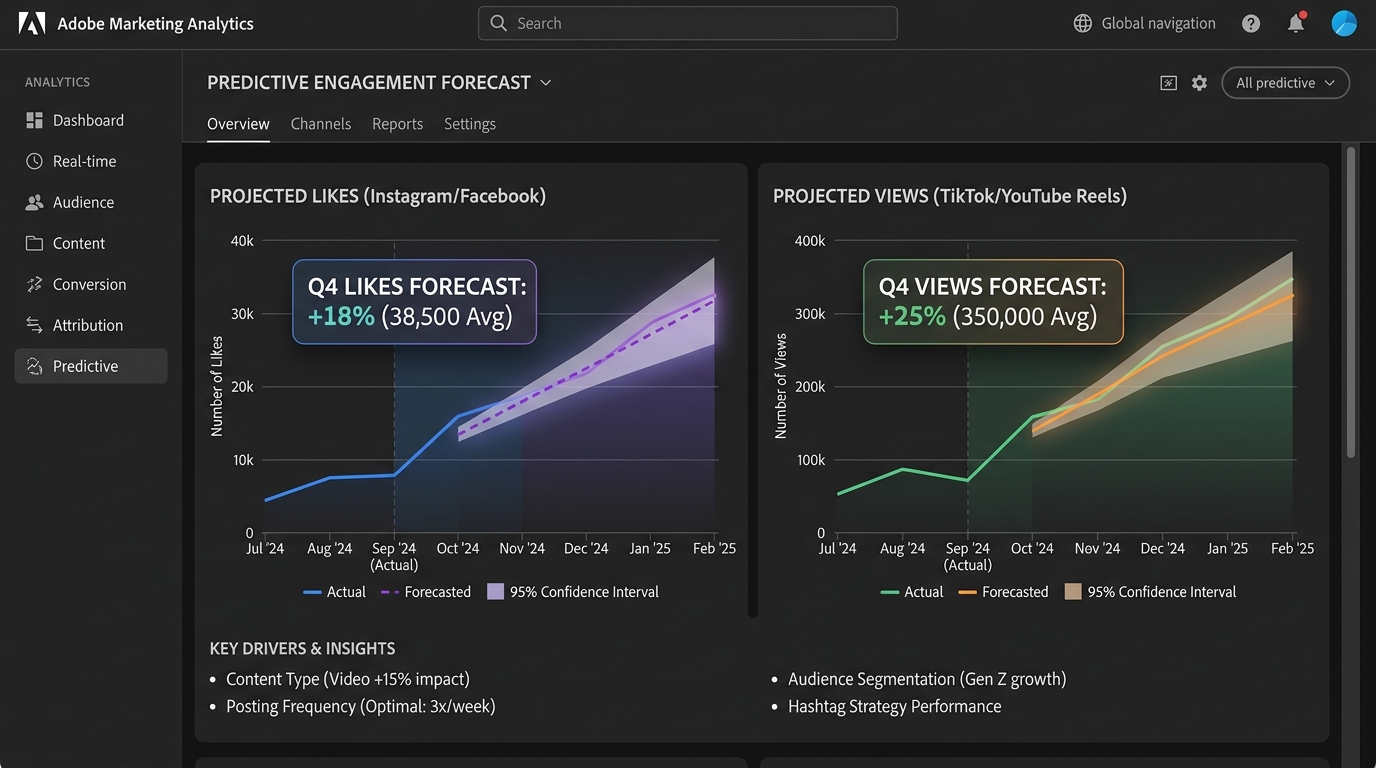 Adobe Marketing Analytics
Search
Global navigation
ANALYTICS
Dashboard
Real-time
Audience
Content
Conversion
Attribution
Predictive
PREDICTIVE ENGAGEMENT FORECAST
All predictive
Overview Channels Reports Settings
PROJECTED LIKES (Instagram/Facebook)
Number of Likes
40k
30k
20k
10k
0
Q4 LIKES FORECAST:
+18% (38,500 Avg)
Jul '24 Aug '24 Sep '24 Oct '24 Nov '24 Dec '24 Jan '25 Feb '25
(Actual)
Actual Forecasted 95% Confidence Interval
PROJECTED VIEWS (TikTok/YouTube Reels)
Number of Views
400k
300k
200k
100k
0
Q4 VIEWS FORECAST:
+25% (350,000 Avg)
Jul '24 Aug '24 Sep '24 Oct '24 Nov '24 Dec '24 Jan '25 Feb '25
(Actual)
Actual Forecasted 95% Confidence Interval
KEY DRIVERS & INSIGHTS
• Content Type (Video +15% impact)
• Posting Frequency (Optimal: 3x/week)
• Audience Segmentation (Gen Z growth)
• Hashtag Strategy Performance